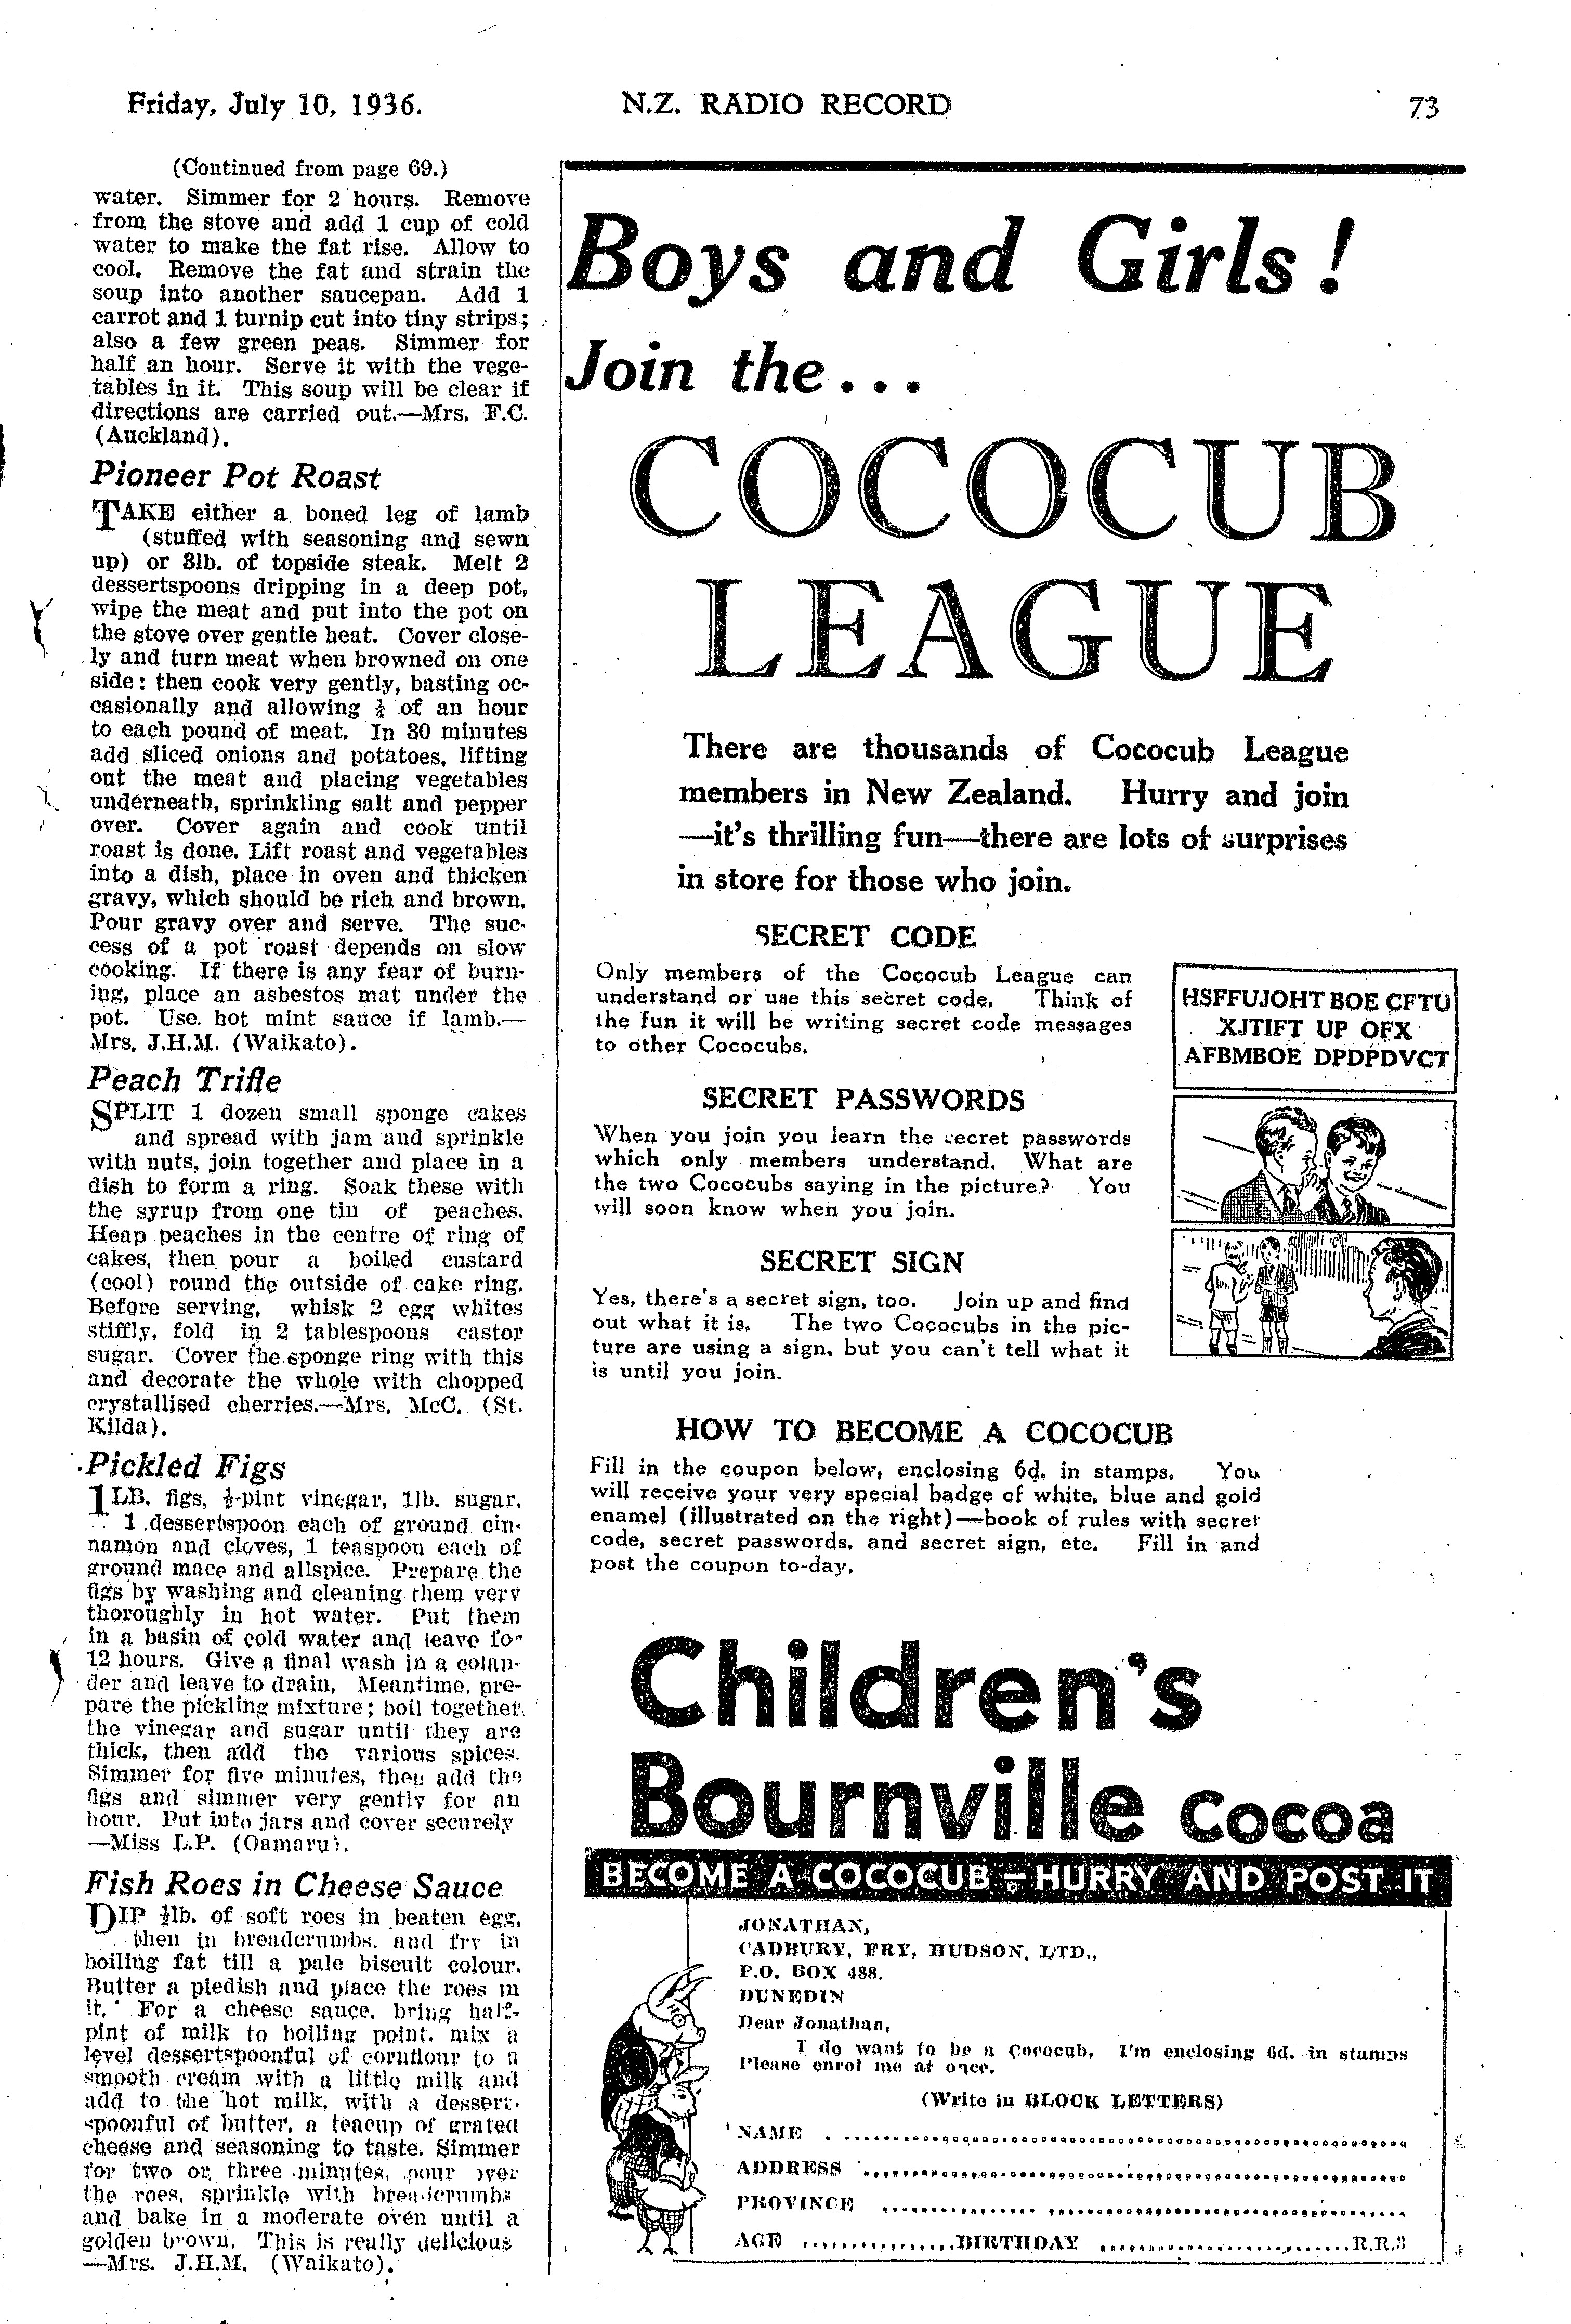 Friday, July 10, 1936.
N.Z. RADIO RECORD
73
(Continued from page 69.)
water. Simmer for 2 hours. Remove
from the stove and add 1 cup of cold
water to make the fat rise. Allow to
cool. Remove the fat and strain the
soup into another saucepan. Add 1
carrot and 1 turnip cut into tiny strips;
also a few green peas. Simmer for
half an hour. Serve it with the vege-
tables in it. This soup will be clear if
directions are carried out.—Mrs. F.C.
(Auckland).
Pioneer Pot Roast
TAKE either a boned leg of lamb
(stuffed with seasoning and sewn
up) or 3lb. of topside steak. Melt 2
dessertspoons dripping in a deep pot,
wipe the meat and put into the pot on
the stove over gentle heat. Cover close-
ly and turn meat when browned on one
side; then cook very gently, basting oc-
casionally and allowing of an hour
to each pound of meat. In 30 minutes
add sliced onions and potatoes, lifting
out the meat and placing vegetables
underneath, sprinkling salt and pepper
over. Cover again and cook until
roast is done. Lift roast and vegetables
into a dish, place in oven and thicken
gravy, which should be rich and brown.
Pour gravy over and serve. The suc-
cess of a pot roast depends on slow
cooking. If there is any fear of burn-
ing, place an asbestos mat under the
pot. Use hot mint sauce if lamb.—
Mrs. J.H.M. (Waikato).
Peach Trifle
SPLIT 1 dozen small sponge cakes
and spread with jam and sprinkle
with nuts, join together and place in a
dish to form a ring. Soak these with
the syrup from one tin of peaches.
Heap peaches in the centre of ring of
cakes, then pour a boiled custard
(cool) round the outside of cake ring.
Before serving, whisk 2 egg whites
stiffly, fold in 2 tablespoons castor
sugar. Cover the sponge ring with this
and decorate the whole with chopped
crystallised cherries.—Mrs. McC. (St.
Kilda).
Pickled Figs
1LB. figs, -pint vinegar, 1lb. sugar,
1 dessertspoon each of ground cin-
namon and cloves, 1 teaspoon each of
ground mace and allspice. Prepare the
figs by washing and cleaning them very
thoroughly in hot water. Put them
in a basin of cold water and leave for
12 hours. Give a final wash in a colan-
der and leave to drain. Meantime, pre-
pare the pickling mixture; boil together
the vinegar and sugar until they are
thick, then add the various spices.
Simmer for five minutes, then add the
figs and simmer very gently for an
hour. Put into jars and cover securely
—Miss L.P. (Oamaru).
Fish Roes in Cheese Sauce
DIP lb. of soft roes in beaten egg,
then in breadcrumbs, and fry in
boiling fat till a pale biscuit colour.
Butter a piedish and place the roes in
it. For a cheese sauce, bring half-
pint of milk to boiling point, mix a
level dessertspoonful of cornflour to a
smooth cream with a little milk and
add to the hot milk, with a dessert-
spoonful of butter, a teacup of grated
cheese and seasoning to taste. Simmer
for two or three minutes, pour over
the roes, sprinkle with breadcrumbs
and bake in a moderate oven until a
golden brown. This is really delicious
—Mrs. J.H.M. (Waikato).
Boys and Girls!
Join the...
COCOCUB
LEAGUE
There are thousands of Cococub League
members in New Zealand. Hurry and join
—it's thrilling fun—there are lots of surprises
in store for those who join.
SECRET CODE
Only members of the Cococub League can
understand or use this secret code. Think of
the fun it will be writing secret code messages
to other Cococubs.
HSFFUJOHT BOE CFTU
XJTIFT UP OFX
AFBMBOE DPDPDVCT
SECRET PASSWORDS
When you join you learn the secret passwords
which only members understand. What are
the two Cococubs saying in the picture? You
will soon know when you join.
SECRET SIGN
Yes, there's a secret sign, too. Join up and find
out what it is. The two Cococubs in the pic-
ture are using a sign, but you can't tell what it
is until you join.
HOW TO BECOME A COCOCUB
Fill in the coupon below, enclosing 6d. in stamps. You
will receive your very special badge of white, blue and gold
enamel (illustrated on the right)—book of rules with secret
code, secret passwords, and secret sign, etc. Fill in and
post the coupon to-day.
Children's
Bournville Cocoa
BECOME A COCOCUB - HURRY AND POST IT
JONATHAN,
CADBURY, FRY, HUDSON, LTD.,
P.O. BOX 488.
DUNEDIN
Dear Jonathan,
I do want to be a Cococub. I'm enclosing 6d. in stamps
Please enrol me at once.
(Write in BLOCK LETTERS)
NAME ..........
ADDRESS ..........
PROVINCE ..........
AGE ..........BIRTHDAY ..........R.R.3